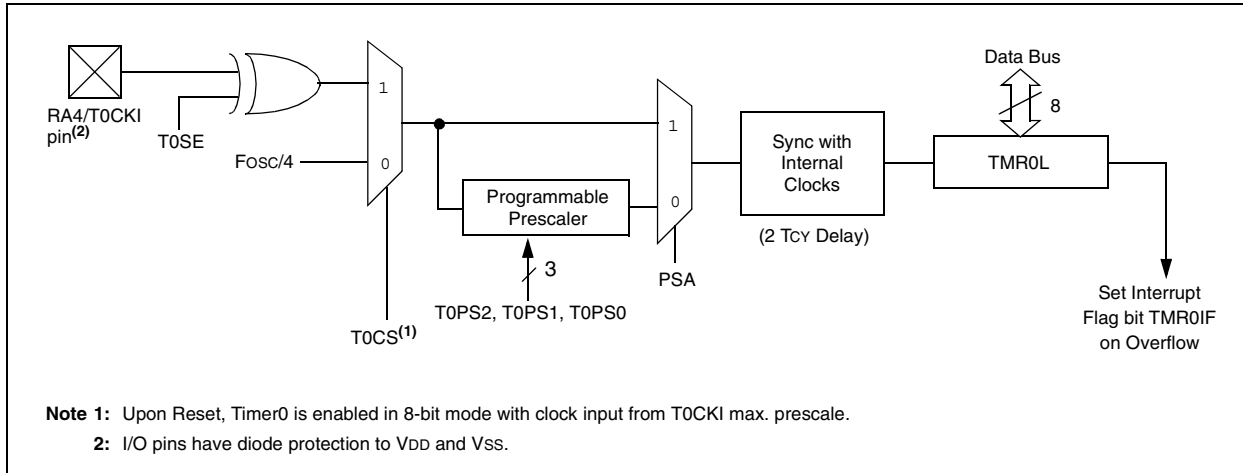 RA4/T0CKI
pin(2)
T0SE
FOSC/4
1
0
T0CS(1)
Programmable
Prescaler
3
T0PS2, T0PS1, T0PS0
1
0
PSA
Sync with
Internal
Clocks
(2 TCY Delay)
Data Bus
8
TMR0L
Set Interrupt
Flag bit TMR0IF
on Overflow
Note 1: Upon Reset, Timer0 is enabled in 8-bit mode with clock input from T0CKI max. prescale.
2: I/O pins have diode protection to VDD and VSS.